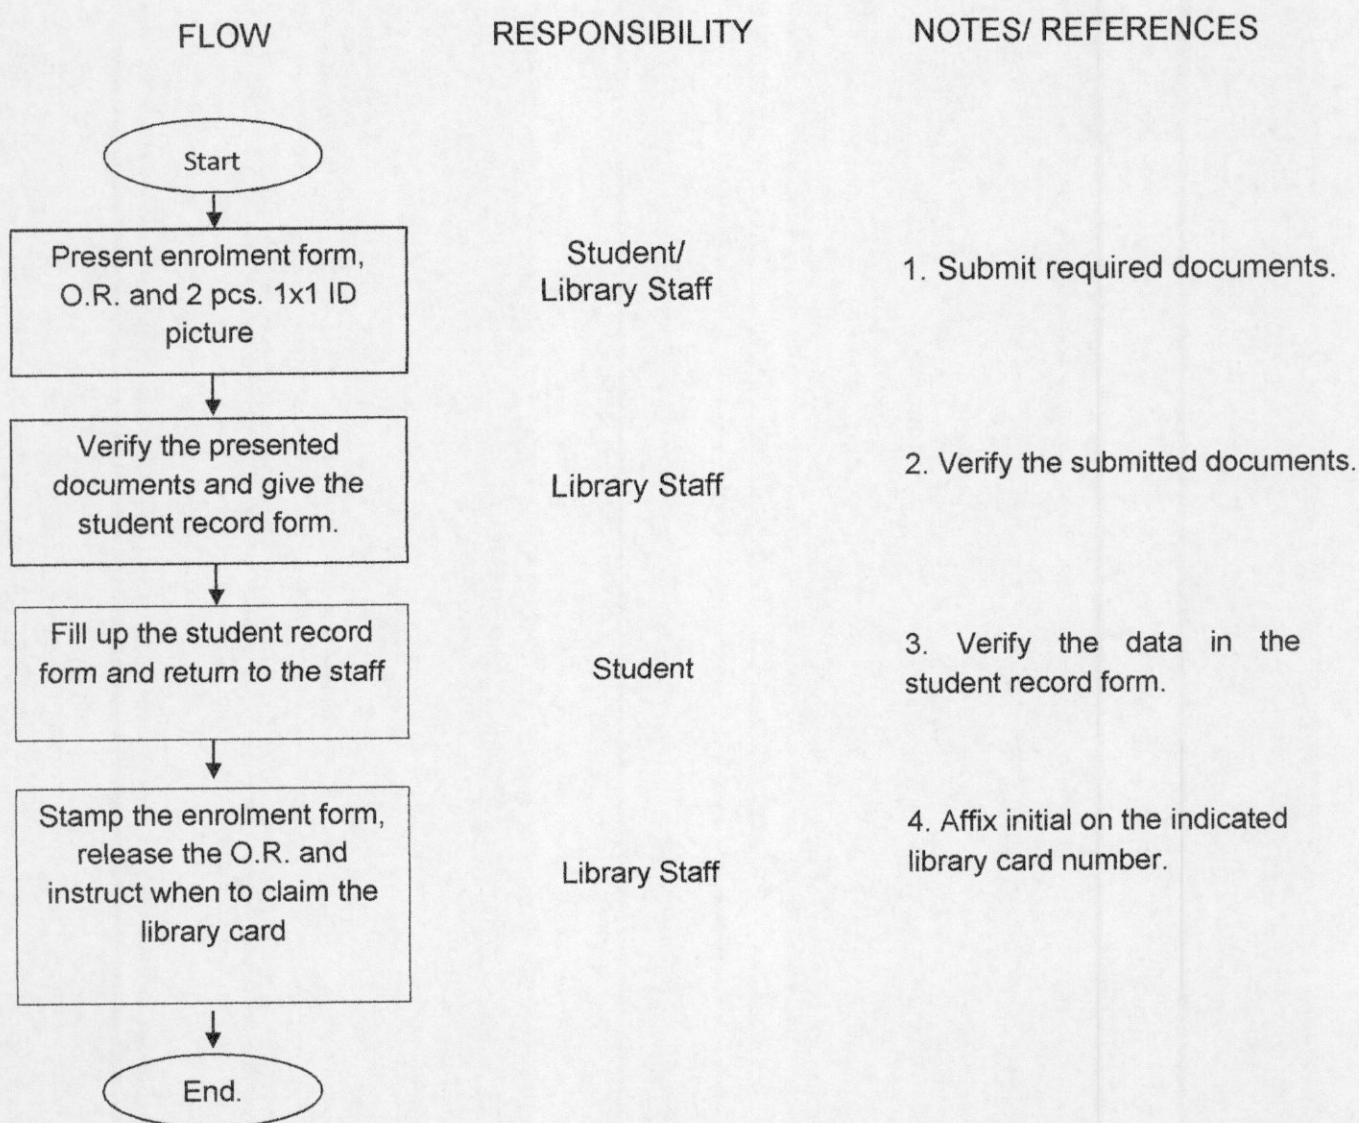 FLOW
RESPONSIBILITY
NOTES/ REFERENCES
Start
Present enrolment form,
O.R. and 2 pcs. 1x1 ID
picture
Student/
Library Staff
1. Submit required documents.
Verify the presented
documents and give the
student record form.
Library Staff
2. Verify the submitted documents.
Fill up the student record
form and return to the staff
Student
3. Verify the data in the
student record form.
Stamp the enrolment form,
release the O.R. and
instruct when to claim the
library card
Library Staff
4. Affix initial on the indicated
library card number.
End.